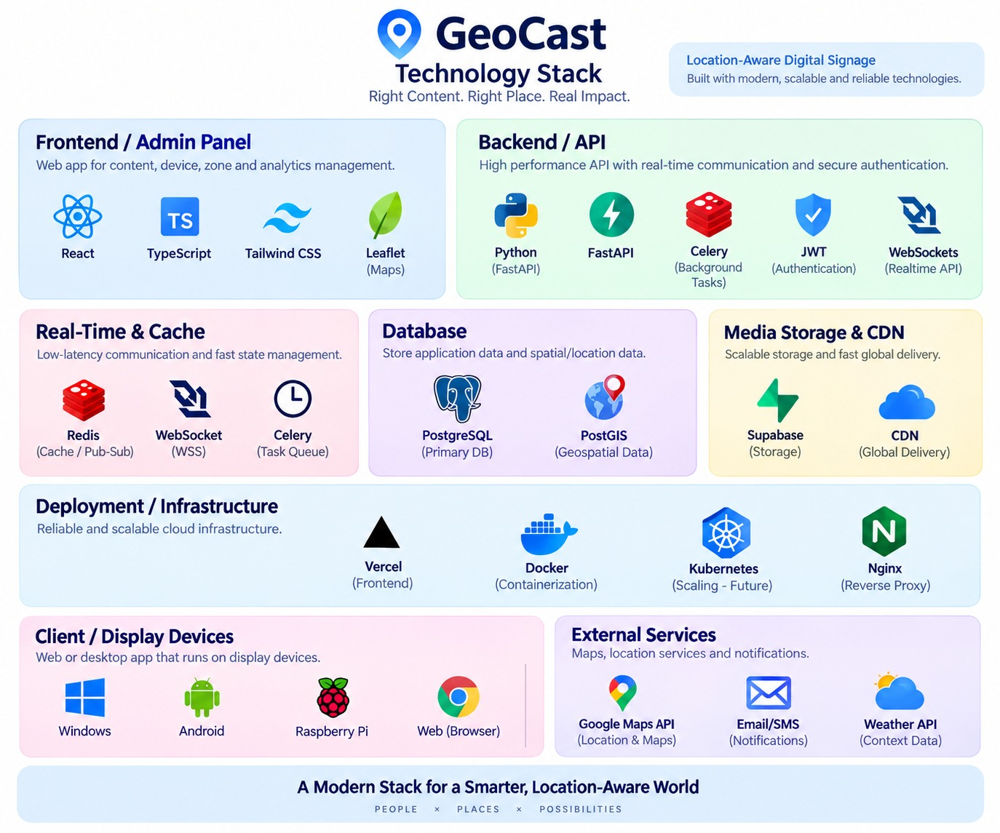 GeoCast
Technology Stack
Right Content. Right Place. Real Impact.
Location-Aware Digital Signage
Built with modern, scalable and reliable technologies.
Frontend / Admin Panel
Web app for content, device, zone and analytics management.
TS
React
TypeScript
Tailwind CSS
Leaflet
(Maps)
Backend / API
High performance API with real-time communication and secure authentication.
Python
(FastAPI)
FastAPI
Celery
(Background
Tasks)
JWT
(Authentication)
WebSockets
(Realtime API)
Real-Time & Cache
Low-latency communication and fast state management.
Redis
(Cache / Pub-Sub)
WebSocket
(WSS)
Celery
(Task Queue)
Database
Store application data and spatial/location data.
PostgreSQL
(Primary DB)
PostGIS
(Geospatial Data)
Media Storage & CDN
Scalable storage and fast global delivery.
Supabase
(Storage)
CDN
(Global Delivery)
Deployment / Infrastructure
Reliable and scalable cloud infrastructure.
Vercel
(Frontend)
Docker
(Containerization)
Kubernetes
(Scaling - Future)
N
Nginx
(Reverse Proxy)
Client / Display Devices
Web or desktop app that runs on display devices.
Windows
Android
Raspberry Pi
Web (Browser)
External Services
Maps, location services and notifications.
Google Maps API
(Location & Maps)
Email/SMS
(Notifications)
Weather API
(Context Data)
A Modern Stack for a Smarter, Location-Aware World
PEOPLE × PLACES × POSSIBILITIES